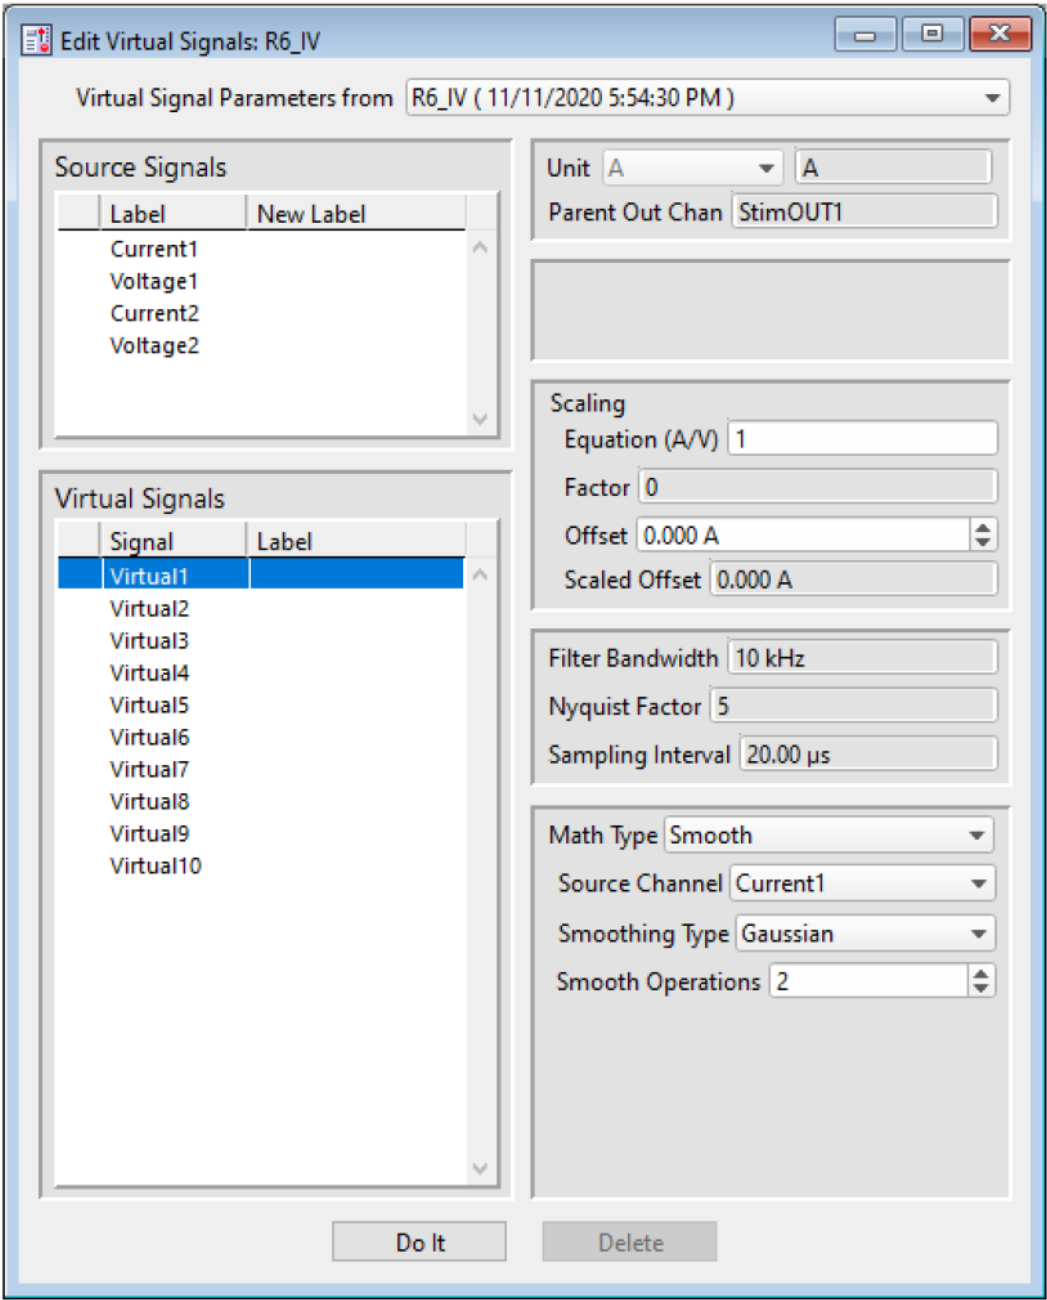 Edit Virtual Signals: R6_IV
Virtual Signal Parameters from R6_IV ( 11/11/2020 5:54:30 PM )
Source Signals
Label New Label
Current1
Voltage1
Current2
Voltage2
Virtual Signals
Signal Label
Virtual1
Virtual2
Virtual3
Virtual4
Virtual5
Virtual6
Virtual7
Virtual8
Virtual9
Virtual10
Unit A A
Parent Out Chan StimOUT1
Scaling
Equation (A/V) 1
Factor 0
Offset 0.000 A
Scaled Offset 0.000 A
Filter Bandwidth 10 kHz
Nyquist Factor 5
Sampling Interval 20.00 µs
Math Type Smooth
Source Channel Current1
Smoothing Type Gaussian
Smooth Operations 2
Do It Delete